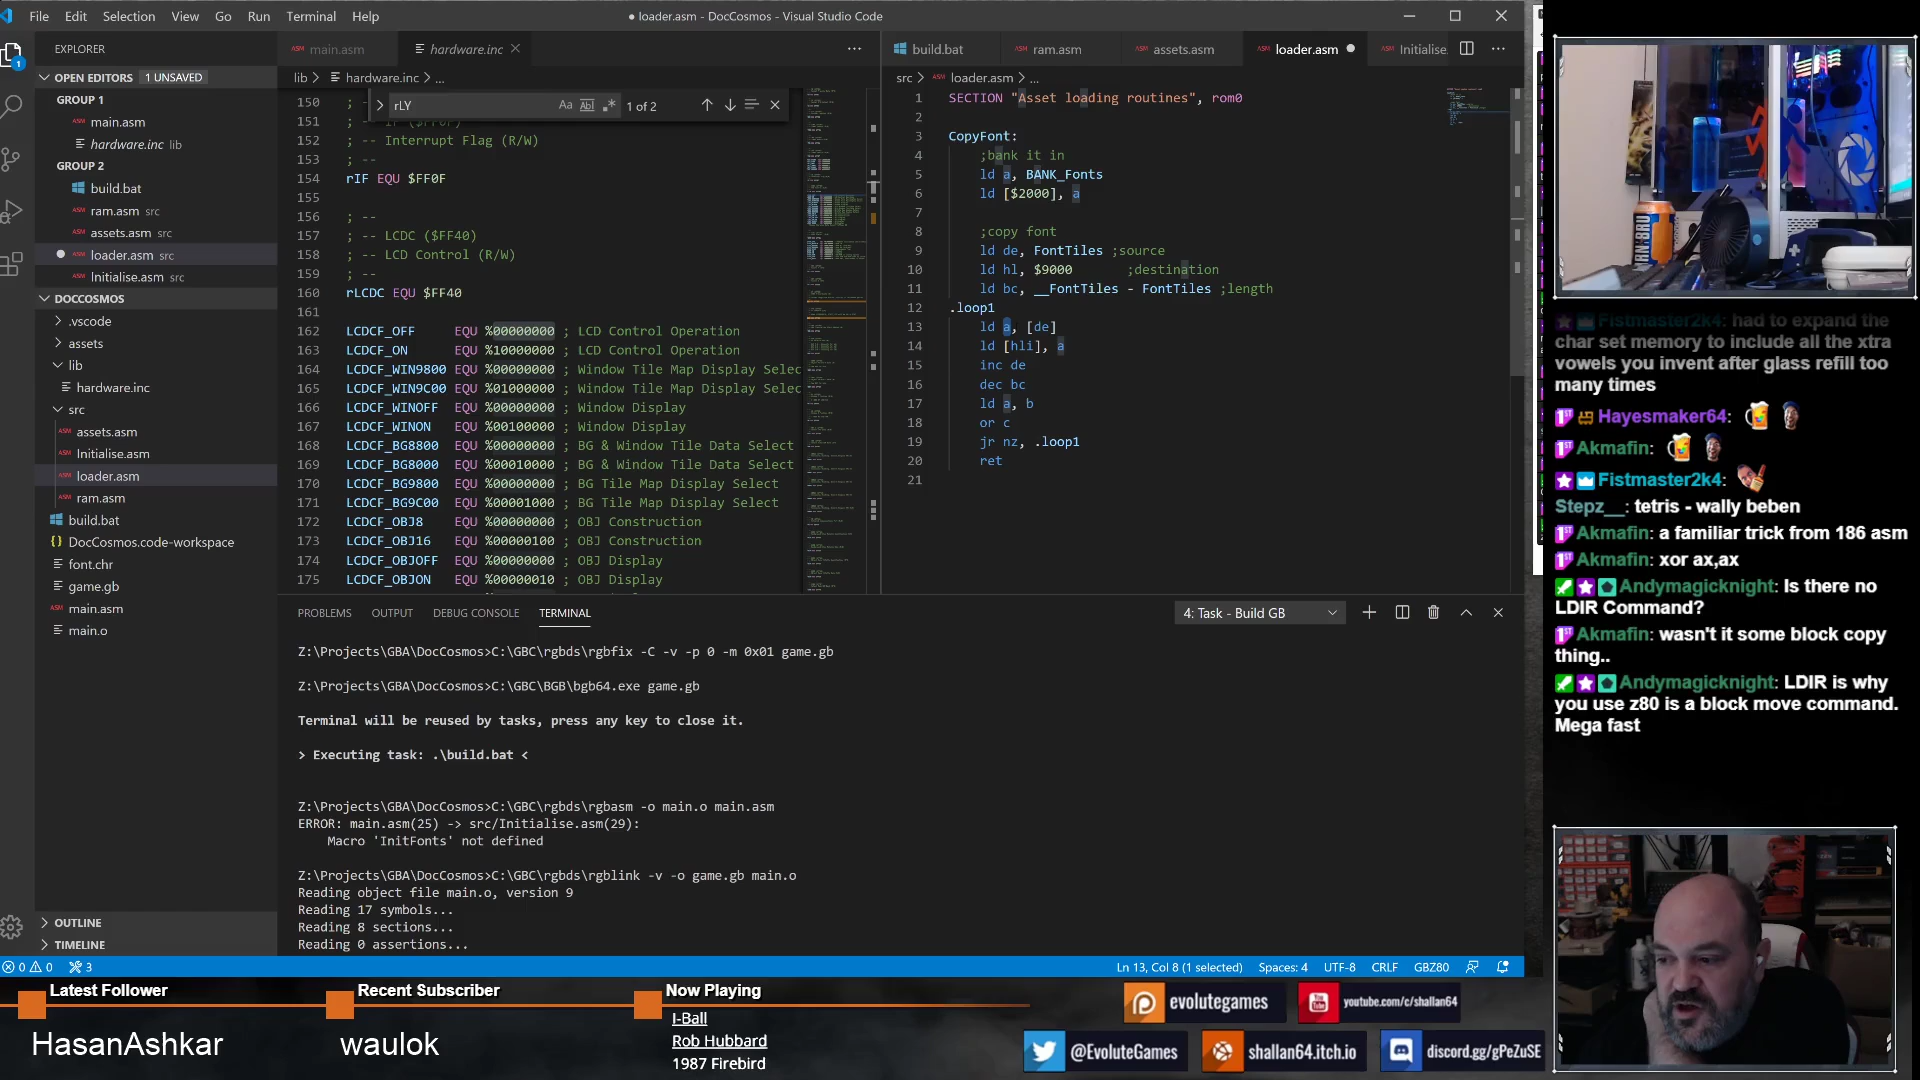 File Edit Selection View Go Run Terminal Help
● loader.asm - DocCosmos - Visual Studio Code
EXPLORER
OPEN EDITORS 1 UNSAVED
GROUP 1
ASM main.asm
hardware.inc lib
GROUP 2
build.bat
ASM ram.asm src
ASM assets.asm src
ASM loader.asm src
ASM Initialise.asm src
DOCCOSMOS
.vscode
assets
lib
hardware.inc
src
ASM assets.asm
ASM Initialise.asm
ASM loader.asm
ASM ram.asm
build.bat
{} DocCosmos.code-workspace
font.chr
game.gb
ASM main.asm
main.o
OUTLINE
TIMELINE
ASM main.asm hardware.inc
lib > hardware.inc > ...
rLY 1 of 2
150 ; -
151 ; -- IF ($FF0F)
152 ; -- Interrupt Flag (R/W)
153 ; --
154 rIF EQU $FF0F
155
156 ; --
157 ; -- LCDC ($FF40)
158 ; -- LCD Control (R/W)
159 ; --
160 rLCDC EQU $FF40
161
162 LCDCF_OFF EQU %00000000 ; LCD Control Operation
163 LCDCF_ON EQU %10000000 ; LCD Control Operation
164 LCDCF_WIN9800 EQU %00000000 ; Window Tile Map Display Selec
165 LCDCF_WIN9C00 EQU %01000000 ; Window Tile Map Display Selec
166 LCDCF_WINOFF EQU %00000000 ; Window Display
167 LCDCF_WINON EQU %00100000 ; Window Display
168 LCDCF_BG8800 EQU %00000000 ; BG & Window Tile Data Select
169 LCDCF_BG8000 EQU %00010000 ; BG & Window Tile Data Select
170 LCDCF_BG9800 EQU %00000000 ; BG Tile Map Display Select
171 LCDCF_BG9C00 EQU %00001000 ; BG Tile Map Display Select
172 LCDCF_OBJ8 EQU %00000000 ; OBJ Construction
173 LCDCF_OBJ16 EQU %00000100 ; OBJ Construction
174 LCDCF_OBJOFF EQU %00000000 ; OBJ Display
175 LCDCF_OBJON EQU %00000010 ; OBJ Display
build.bat ASM ram.asm ASM assets.asm ASM loader.asm ASM Initialise
src > ASM loader.asm > ...
1 SECTION "Asset loading routines", rom0
2
3 CopyFont:
4 ;bank it in
5 ld a, BANK_Fonts
6 ld [$2000], a
7
8 ;copy font
9 ld de, FontTiles ;source
10 ld hl, $9000 ;destination
11 ld bc, __FontTiles - FontTiles ;length
12 .loop1
13 ld a, [de]
14 ld [hli], a
15 inc de
16 dec bc
17 ld a, b
18 or c
19 jr nz, .loop1
20 ret
21
PROBLEMS OUTPUT DEBUG CONSOLE TERMINAL 4: Task - Build GB
Z:\Projects\GBA\DocCosmos>C:\GBC\rgbds\rgbfix -C -v -p 0 -m 0x01 game.gb
Z:\Projects\GBA\DocCosmos>C:\GBC\BGB\bgb64.exe game.gb
Terminal will be reused by tasks, press any key to close it.
> Executing task: .\build.bat <
Z:\Projects\GBA\DocCosmos>C:\GBC\rgbds\rgbasm -o main.o main.asm
ERROR: main.asm(25) -> src/Initialise.asm(29):
Macro 'InitFonts' not defined
Z:\Projects\GBA\DocCosmos>C:\GBC\rgbds\rgblink -v -o game.gb main.o
Reading object file main.o, version 9
Reading 17 symbols...
Reading 8 sections...
Reading 0 assertions...
0 0 3
Ln 13, Col 8 (1 selected) Spaces: 4 UTF-8 CRLF GBZ80
Fistmaster2k4: had to expand the
char set memory to include all the xtra
vowels you invent after glass refill too
many times
Hayesmaker64:
Akmafin:
Fistmaster2k4:
Stepz__: tetris - wally beben
Akmafin: a familiar trick from 186 asm
Akmafin: xor ax,ax
Andymagicknight: Is there no
LDIR Command?
Akmafin: wasn't it some block copy
thing..
Andymagicknight: LDIR is why
you use z80 is a block move command.
Mega fast
Latest Follower
HasanAshkar
Recent Subscriber
waulok
Now Playing
I-Ball
Rob Hubbard
1987 Firebird
evolutegames
youtube.com/c/shallan64
@EvoluteGames
shallan64.itch.io
discord.gg/gPeZuSE